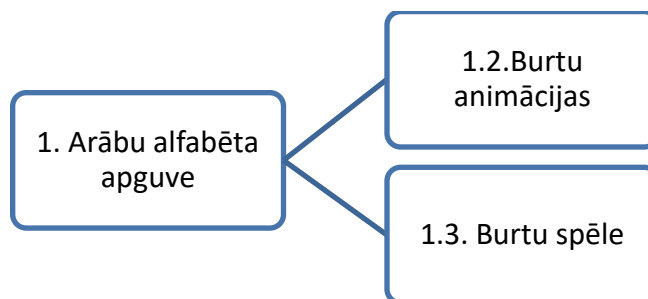 1. Arābu alfabēta
apguve
1.2.Burtu
animācijas
1.3. Burtu spēle